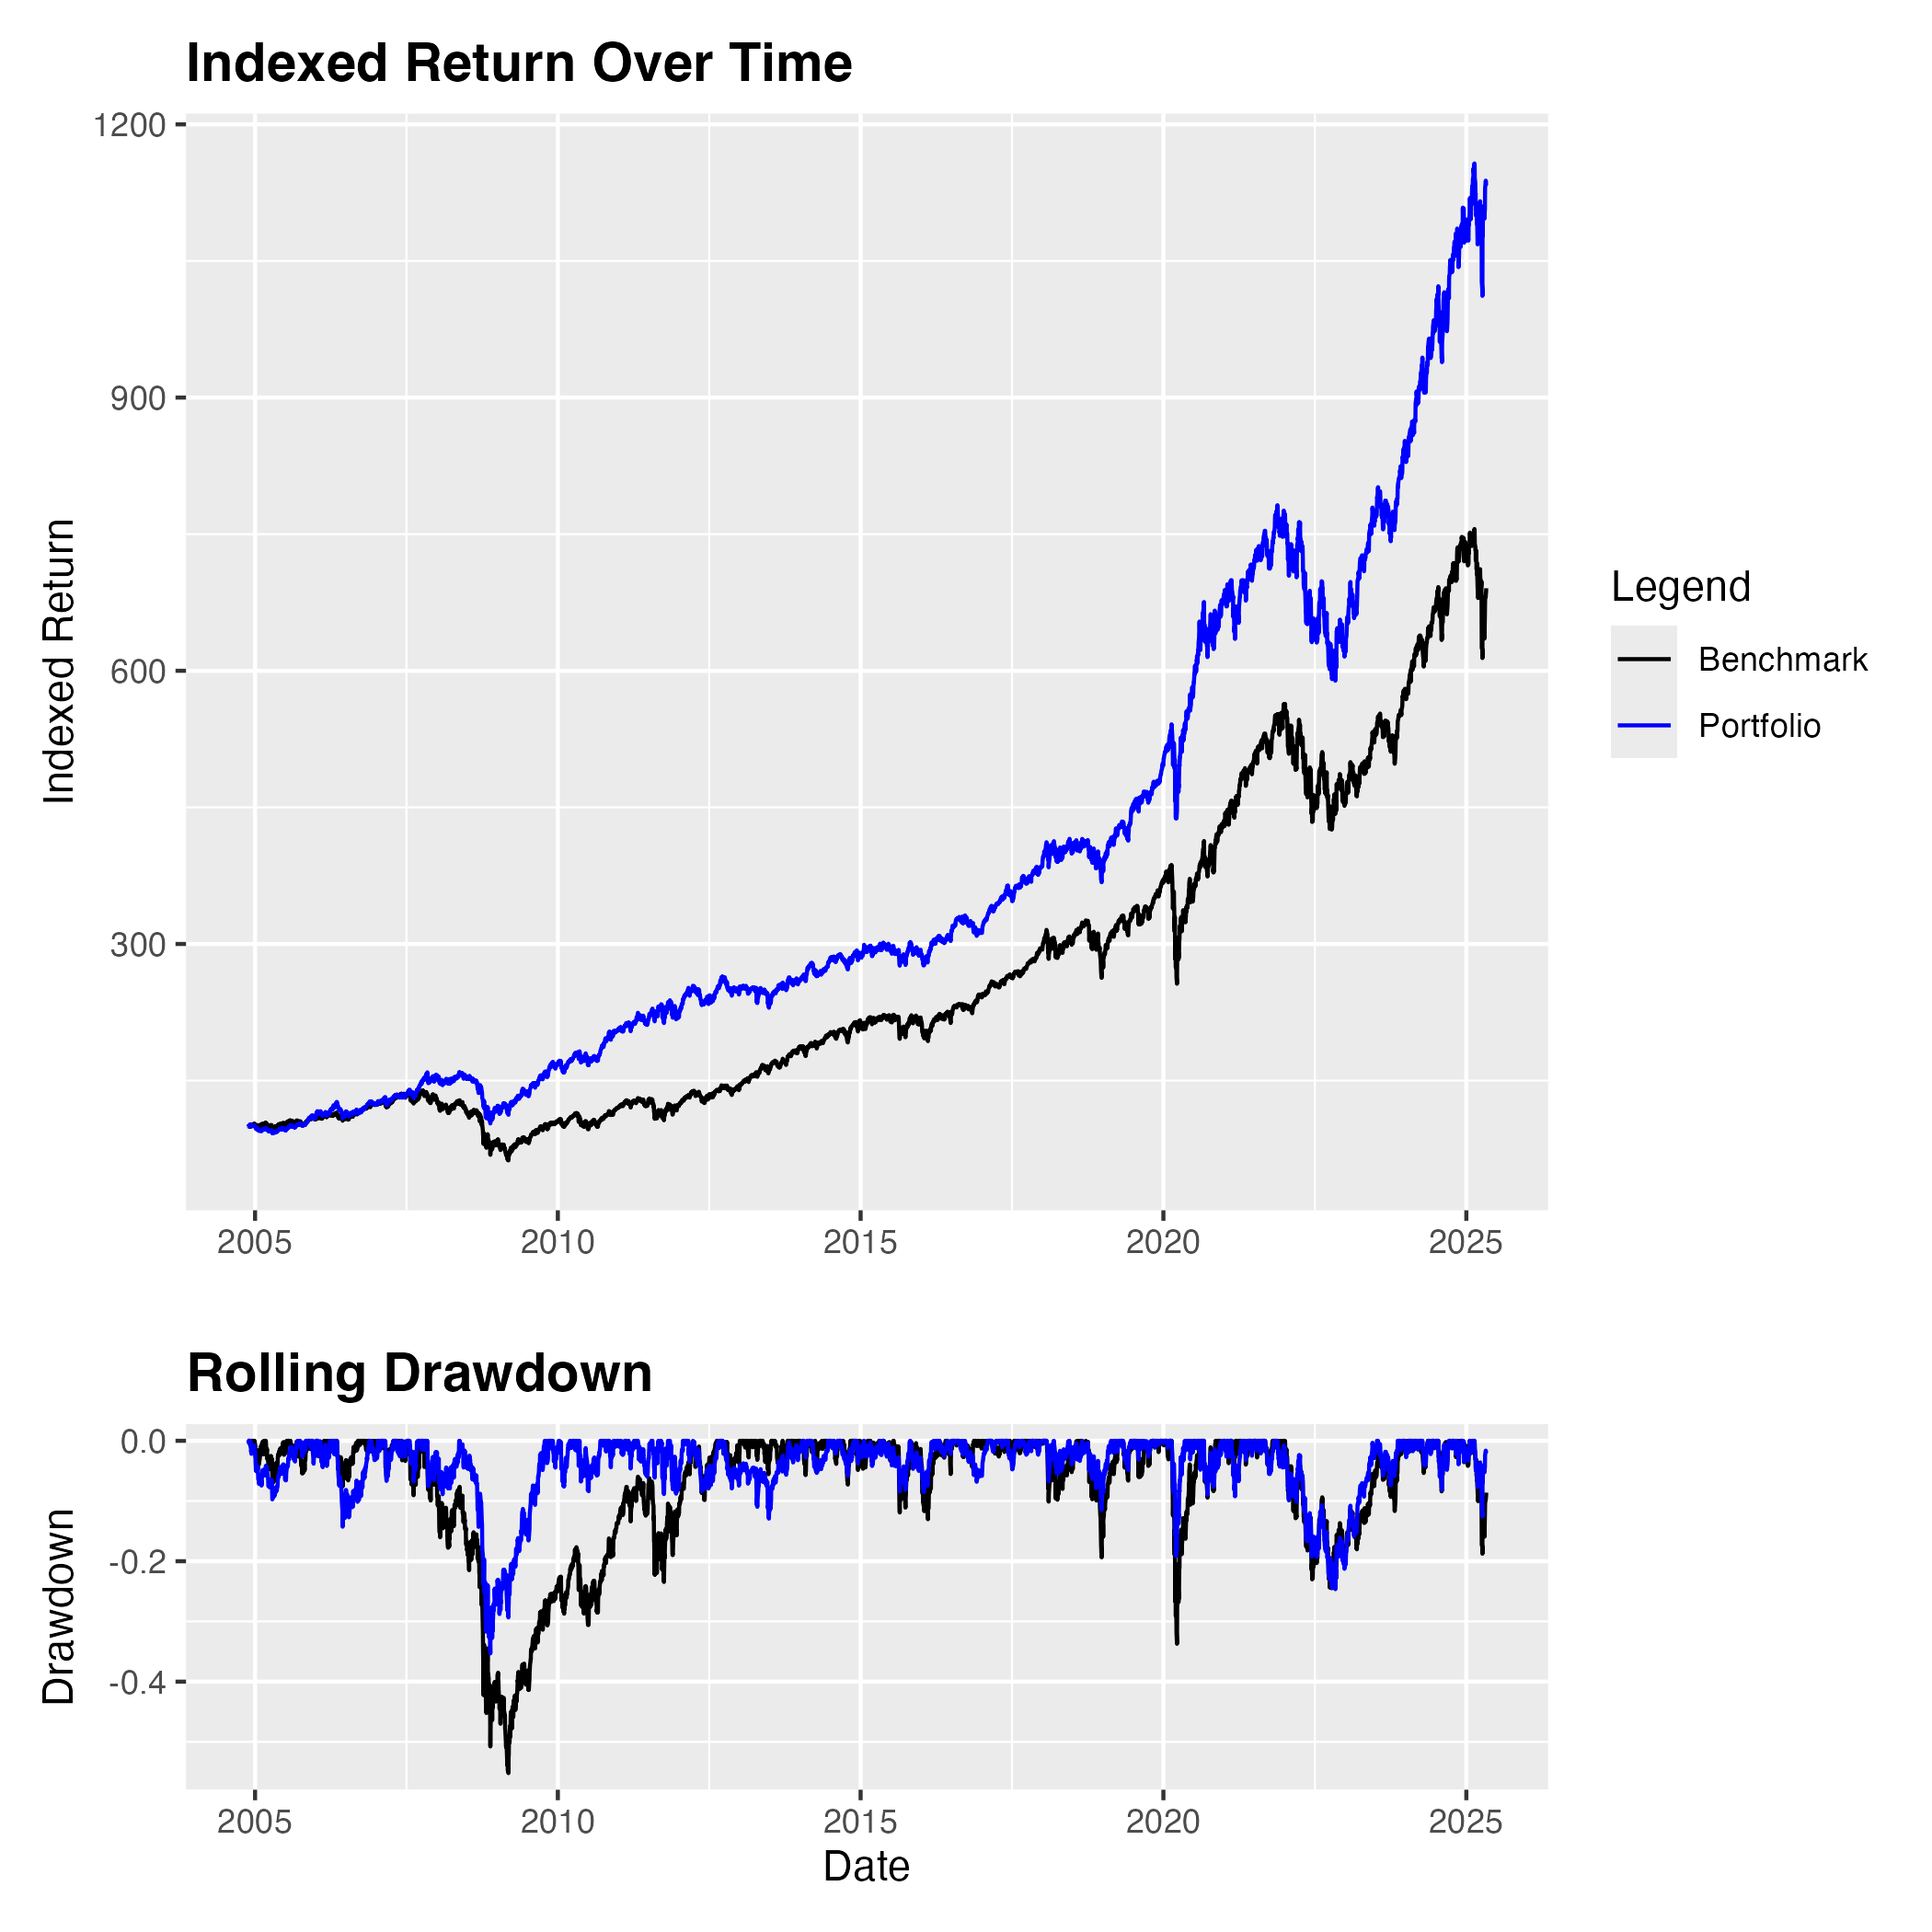 Indexed Return Over Time
Indexed Return
1200
900
600
300
2005 2010 2015 2020 2025
Legend
Benchmark
Portfolio
Rolling Drawdown
Drawdown
0.0
-0.2
-0.4
2005 2010 2015 2020 2025
Date